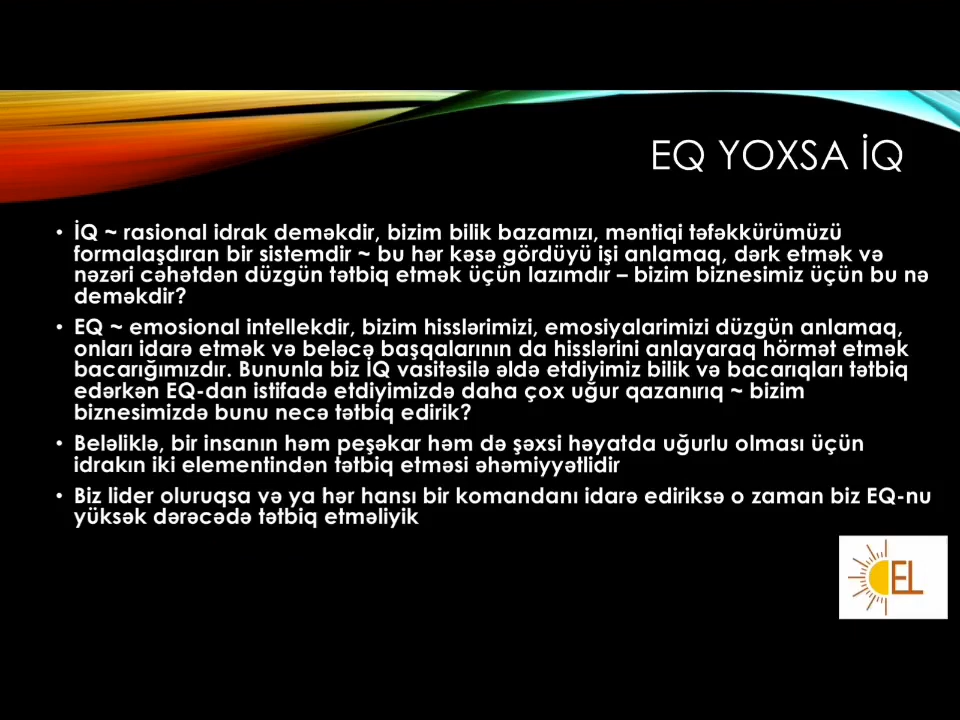 EQ YOXSA İQ
• İQ ~ rasional idrak deməkdir, bizim bilik bazamızı, məntiqi təfəkkürümüzü
formalaşdıran bir sistemdir ~ bu hər kəsə gördüyü işi anlamaq, dərk etmək və
nəzəri cəhətdən düzgün tətbiq etmək üçün lazımdır – bizim biznesimiz üçün bu nə
deməkdir?
• EQ ~ emosional intellekdir, bizim hisslərimizi, emosiyalarimizi düzgün anlamaq,
onları idarə etmək və beləcə başqalarının da hisslərini anlayaraq hörmət etmək
bacarığımızdır. Bununla biz İQ vasitəsilə əldə etdiyimiz bilik və bacarıqları tətbiq
edərkən EQ-dan istifadə etdiyimizdə daha çox uğur qazanırıq ~ bizim
biznesimizdə bunu necə tətbiq edirik?
• Beləliklə, bir insanın həm peşəkar həm də şəxsi həyatda uğurlu olması üçün
idrakın iki elementindən tətbiq etməsi əhəmiyyətlidir
• Biz lider oluruqsa və ya hər hansı bir komandanı idarə ediriksə o zaman biz EQ-nu
yüksək dərəcədə tətbiq etməliyik
EL